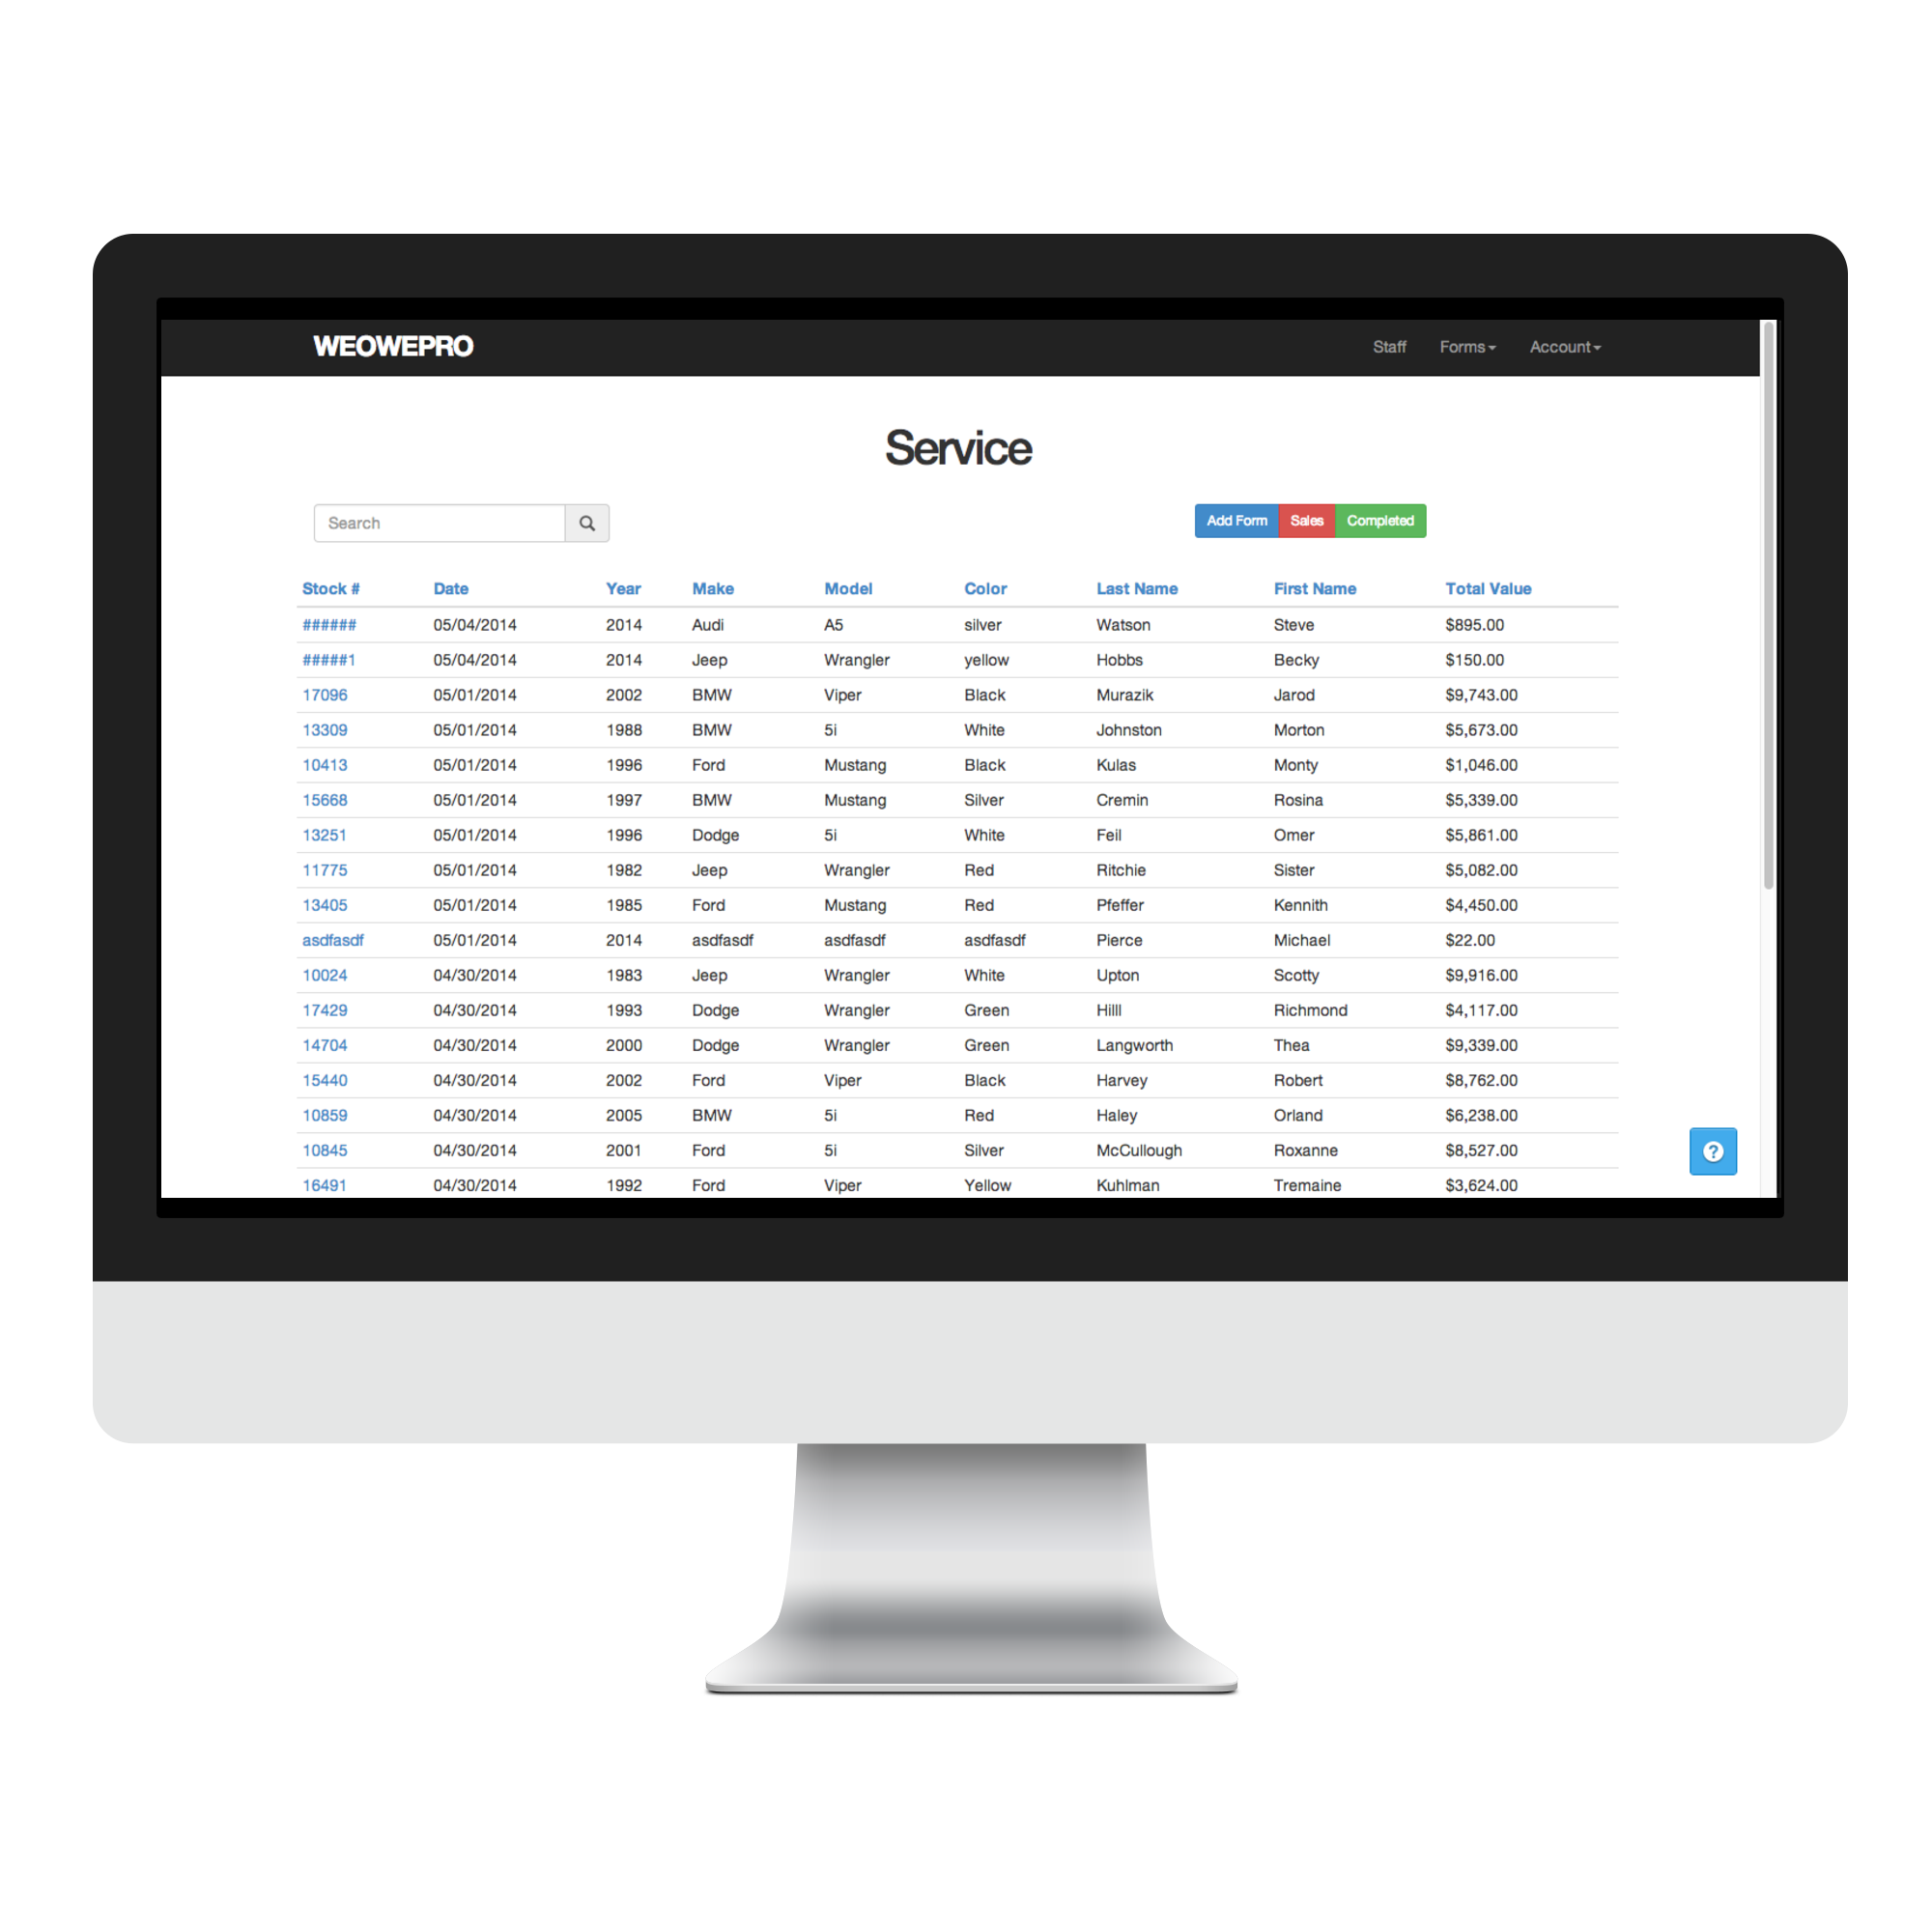 WEOWEPRO Staff Forms Account
Service
Search Add Form Sales Completed
Stock # Date Year Make Model Color Last Name First Name Total Value
###### 05/04/2014 2014 Audi A5 silver Watson Steve $895.00
#####1 05/04/2014 2014 Jeep Wrangler yellow Hobbs Becky $150.00
17096 05/01/2014 2002 BMW Viper Black Murazik Jarod $9,743.00
13309 05/01/2014 1988 BMW 5i White Johnston Morton $5,673.00
10413 05/01/2014 1996 Ford Mustang Black Kulas Monty $1,046.00
15668 05/01/2014 1997 BMW Mustang Silver Cremin Rosina $5,339.00
13251 05/01/2014 1996 Dodge 5i White Feil Omer $5,861.00
11775 05/01/2014 1982 Jeep Wrangler Red Ritchie Sister $5,082.00
13405 05/01/2014 1985 Ford Mustang Red Pfeffer Kennith $4,450.00
asdfasdf 05/01/2014 2014 asdfasdf asdfasdf asdfasdf Pierce Michael $22.00
10024 04/30/2014 1983 Jeep Wrangler White Upton Scotty $9,916.00
17429 04/30/2014 1993 Dodge Wrangler Green Hilll Richmond $4,117.00
14704 04/30/2014 2000 Dodge Wrangler Green Langworth Thea $9,339.00
15440 04/30/2014 2002 Ford Viper Black Harvey Robert $8,762.00
10859 04/30/2014 2005 BMW 5i Red Haley Orland $6,238.00
10845 04/30/2014 2001 Ford 5i Silver McCullough Roxanne $8,527.00
?
16491 04/30/2014 1992 Ford Viper Yellow Kuhlman Tremaine $3,624.00